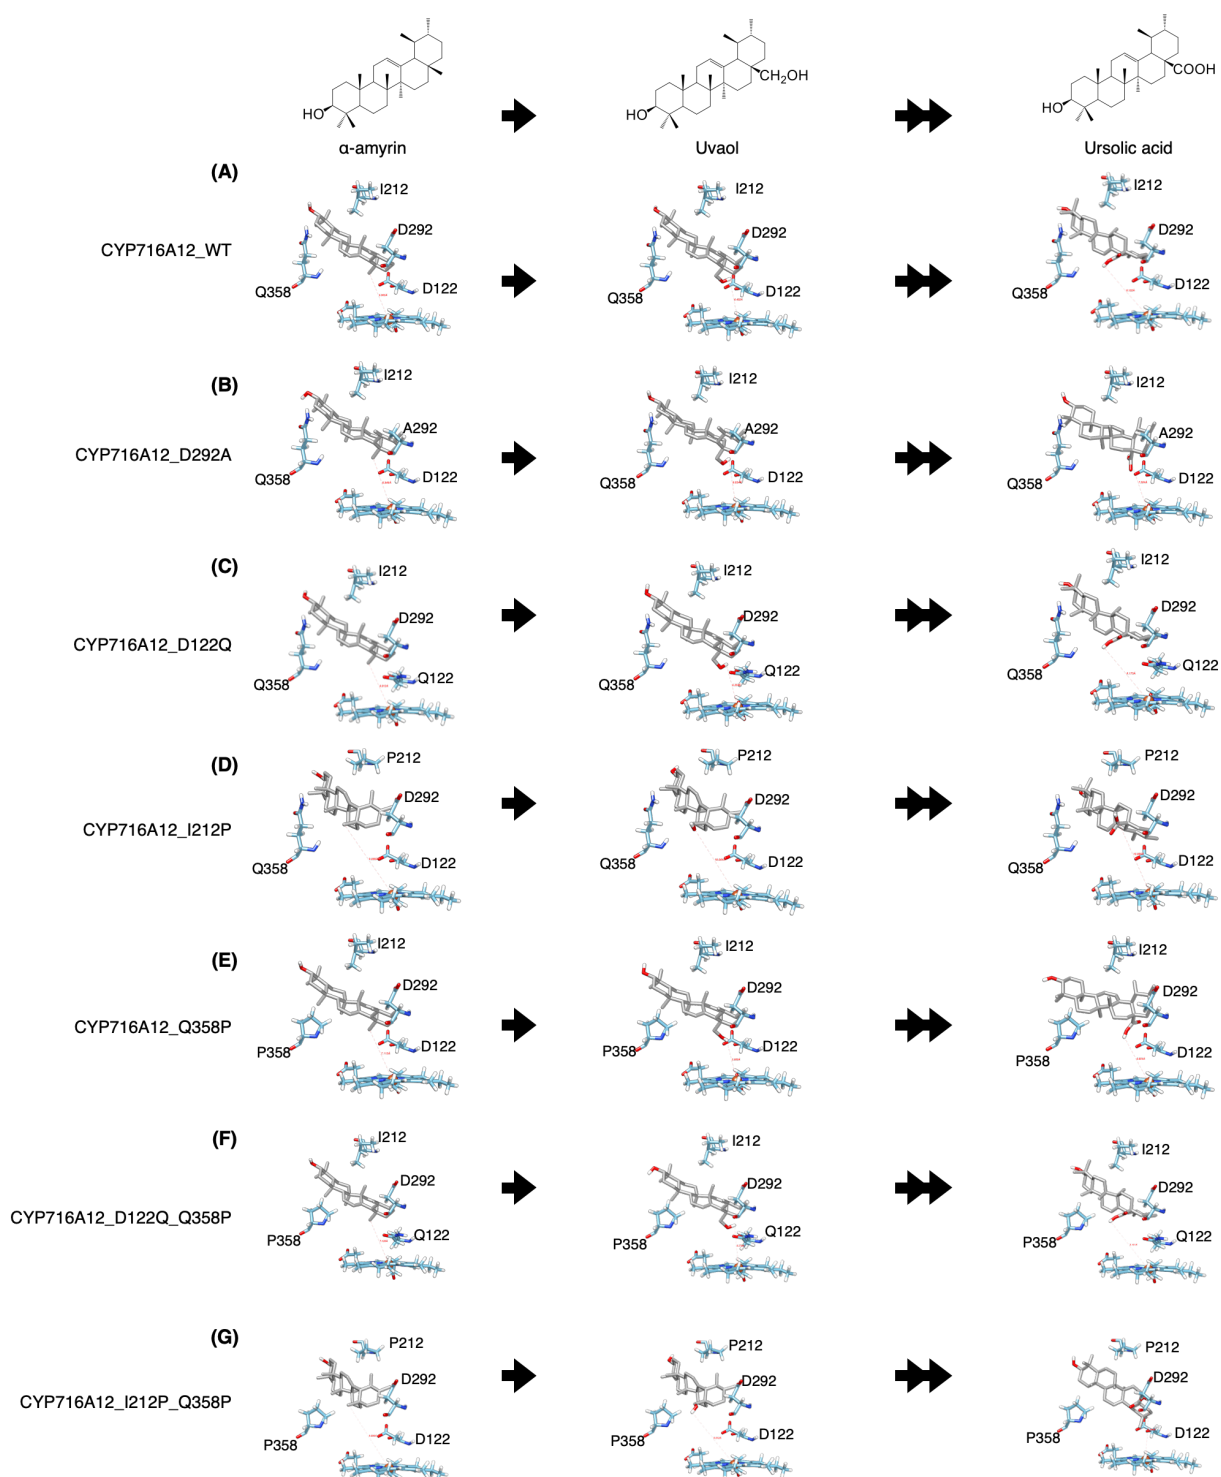 HO
CH₂OH
HO
COOH
HO
α-amyrin
Uvaol
Ursolic acid
(A)
CYP716A12_WT
I212
D292
Q358
D122
I212
D292
Q358
D122
I212
D292
Q358
D122
(B)
CYP716A12_D292A
I212
A292
Q358
D122
I212
A292
Q358
D122
I212
A292
Q358
D122
(C)
CYP716A12_D122Q
I212
D292
Q358
Q122
I212
D292
Q358
Q122
I212
D292
Q358
Q122
(D)
CYP716A12_I212P
P212
D292
Q358
D122
P212
D292
Q358
D122
P212
D292
Q358
D122
(E)
CYP716A12_Q358P
I212
D292
P358
D122
I212
D292
P358
D122
I212
D292
P358
D122
(F)
CYP716A12_D122Q_Q358P
I212
D292
P358
Q122
I212
D292
P358
Q122
I212
D292
P358
Q122
(G)
CYP716A12_I212P_Q358P
P212
D292
P358
D122
P212
D292
P358
D122
P212
D292
P358
D122